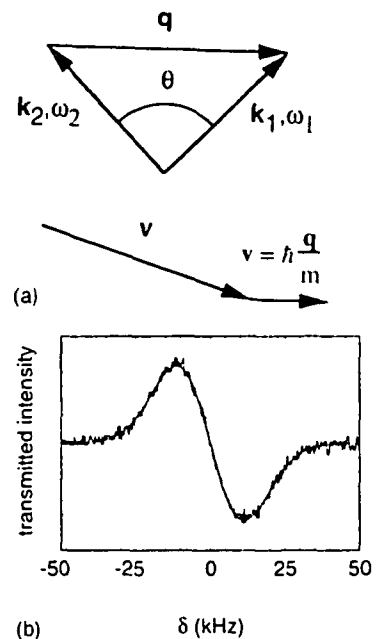 q
θ
k₂,ω₂
k₁,ω₁
v
v = ħ q/m
(a)
transmitted intensity
-50 -25 0 25 50
(b)
δ (kHz)